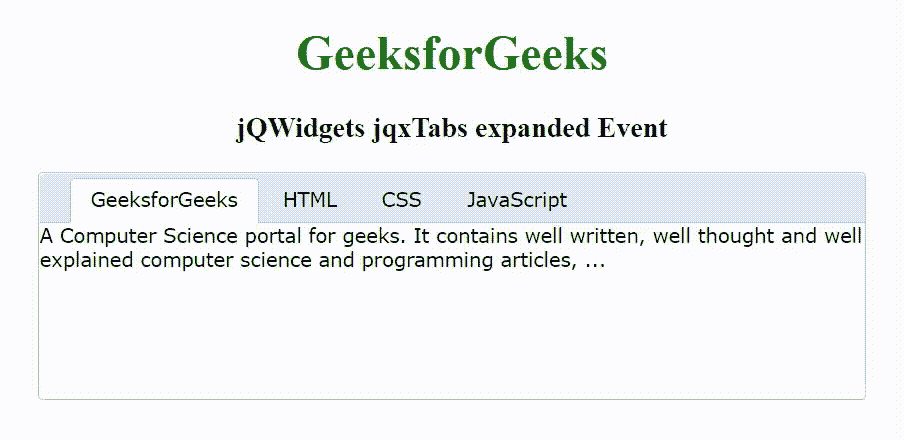 GeeksforGeeks
jQWidgets jqxTabs expanded Event
GeeksforGeeks HTML CSS JavaScript
A Computer Science portal for geeks. It contains well written, well thought and well
explained computer science and programming articles, ...